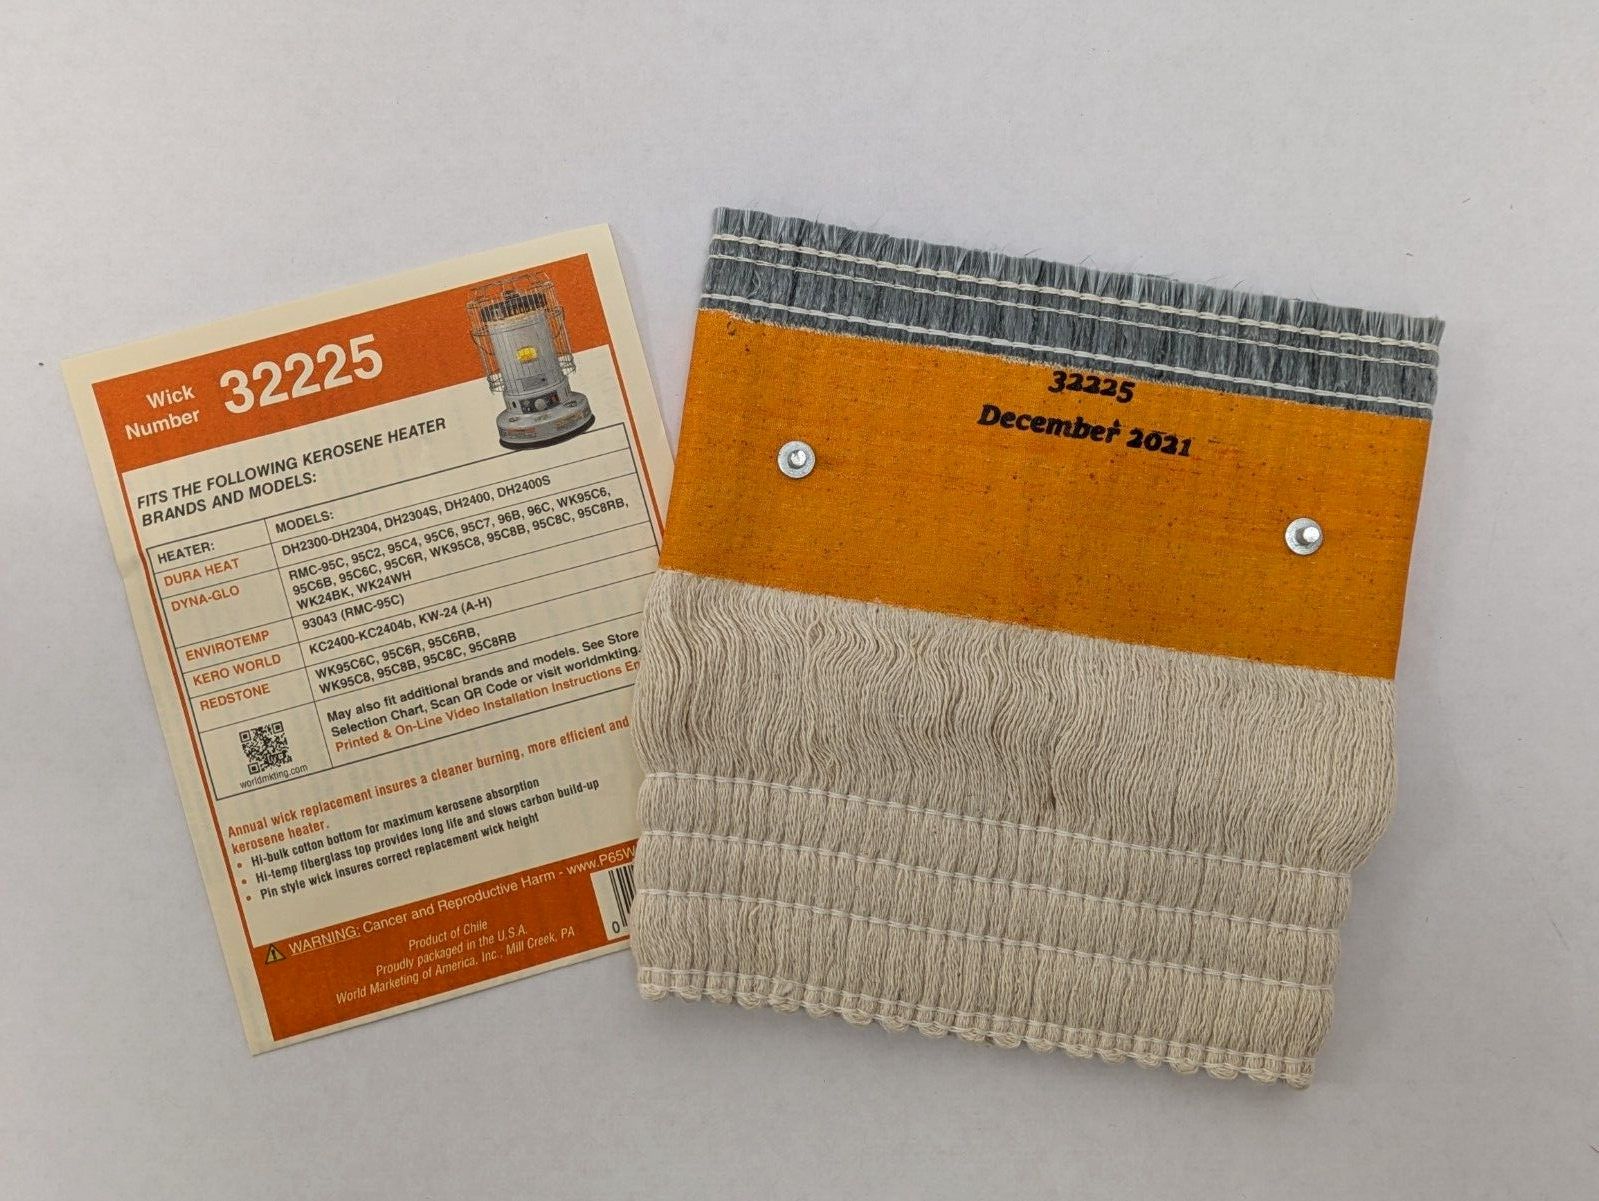 Wick
Number
32225
FITS THE FOLLOWING KEROSENE HEATER
BRANDS AND MODELS:
HEATER: MODELS:
DURA HEAT DH2300-DH2304, DH2304S, DH2400, DH2400S
DYNA-GLO RMC-95C, 95C2, 95C4, 95C6, 95C7, 96B, 96C, WK95C6,
95C6B, 95C6C, 95C6R, WK95C8, 95C8B, 95C8C, 95C8RB,
WK24BK, WK24WH
ENVIROTEMP 93043 (RMC-95C)
KERO WORLD KC2400-KC2404b, KW-24 (A-H)
REDSTONE WK95C6C, 95C6R, 95C6RB,
WK95C8, 95C8B, 95C8C, 95C8RB
May also fit additional brands and models. See Store
Selection Chart, Scan QR Code or visit worldmkting.
Printed & On-Line Video Installation Instructions En
worldmkting.com
Annual wick replacement insures a cleaner burning, more efficient and
kerosene heater.
• Hi-bulk cotton bottom for maximum kerosene absorption
• Hi-temp fiberglass top provides long life and slows carbon build-up
• Pin style wick insures correct replacement wick height
WARNING: Cancer and Reproductive Harm - www.P65W
Product of Chile
Proudly packaged in the U.S.A.
World Marketing of America, Inc., Mill Creek, PA
0
32225
December 2021